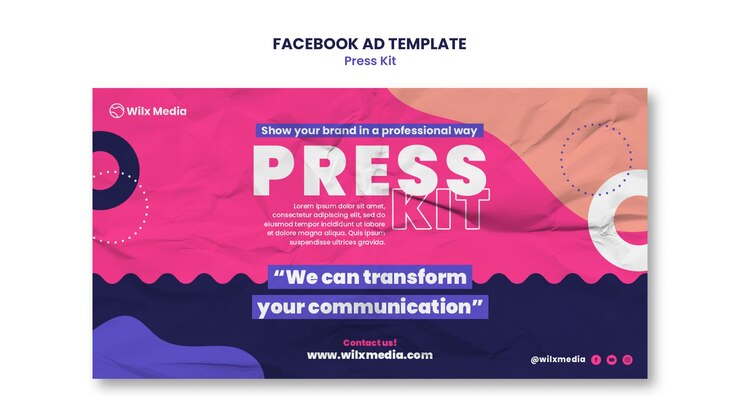 FACEBOOK AD TEMPLATE
Press Kit
Wilx Media
Show your brand in a professional way
PRESS
KIT
Lorem ipsum dolor sit amet,
consectetur adipiscing elit, sed do
eiusmod tempor incididunt ut labore
et dolore magna aliqua. Quis ipsum
suspendisse ultrices gravida.
“We can transform
your communication”
Contact us!
www.wilxmedia.com
@wilxmedia